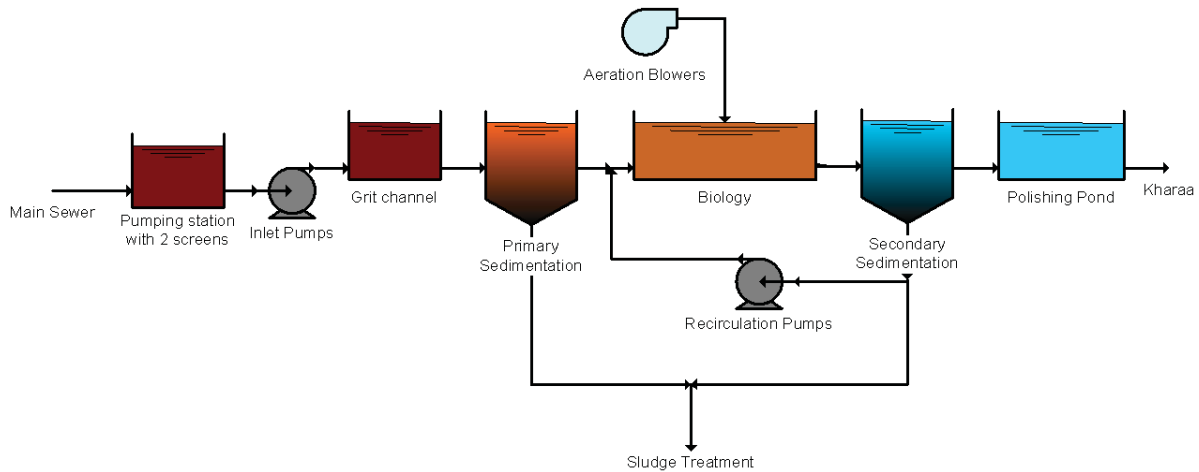 Aeration Blowers
Main Sewer
Pumping station
with 2 screens
Inlet Pumps
Grit channel
Primary
Sedimentation
Biology
Secondary
Sedimentation
Polishing Pond
Kharaa
Recirculation Pumps
Sludge Treatment